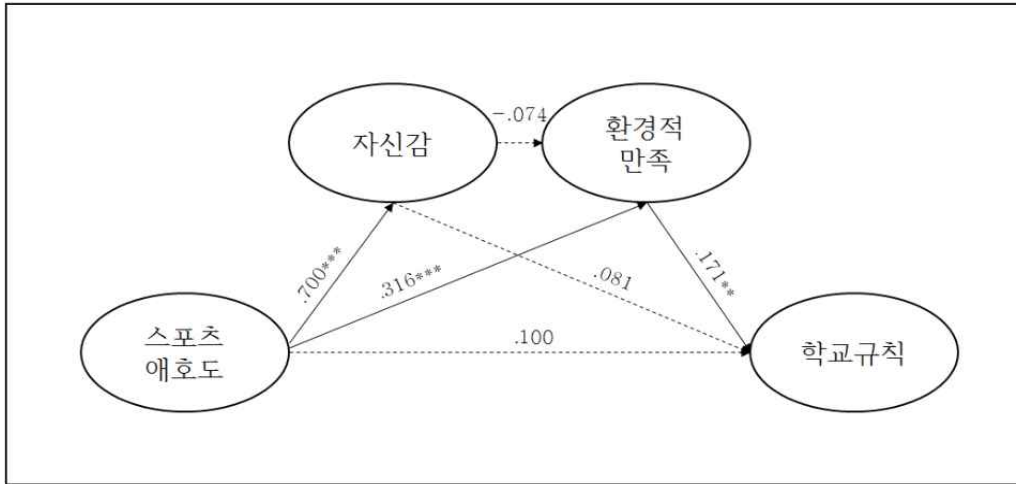 -.074
자신감
환경적
만족
.700***
.316***
.081
.171**
스포츠
애호도
.100
학교규칙